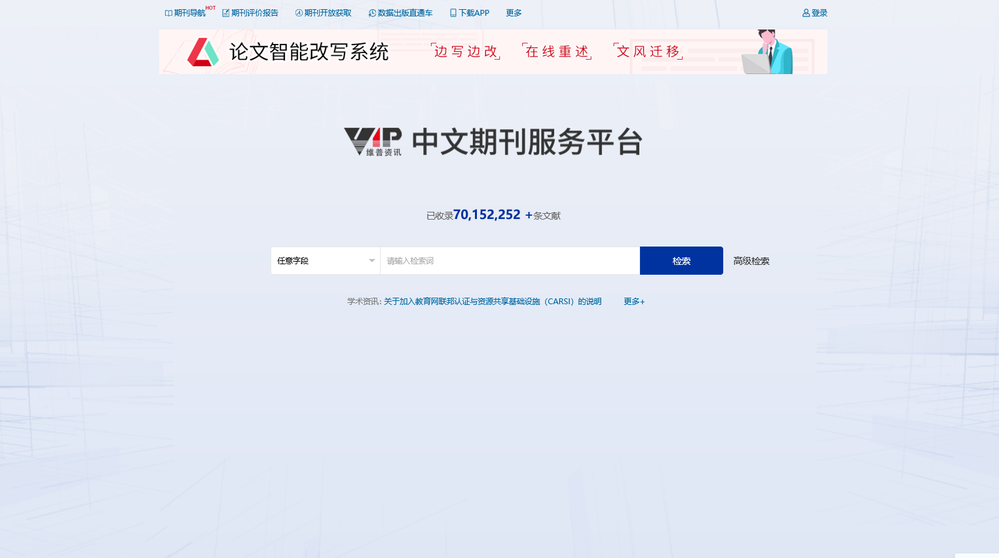 期刊导航 HOT 期刊评价报告 期刊开放获取 数据出版直通车 下载APP 更多 登录
论文智能改写系统 边写边改 在线重述 文风迁移
VIP 维普资讯 中文期刊服务平台
已收录70,152,252 +条文献
任意字段 请输入检索词 检索 高级检索
学术资讯: 关于加入教育网联邦认证与资源共享基础设施（CARSI）的说明 更多+